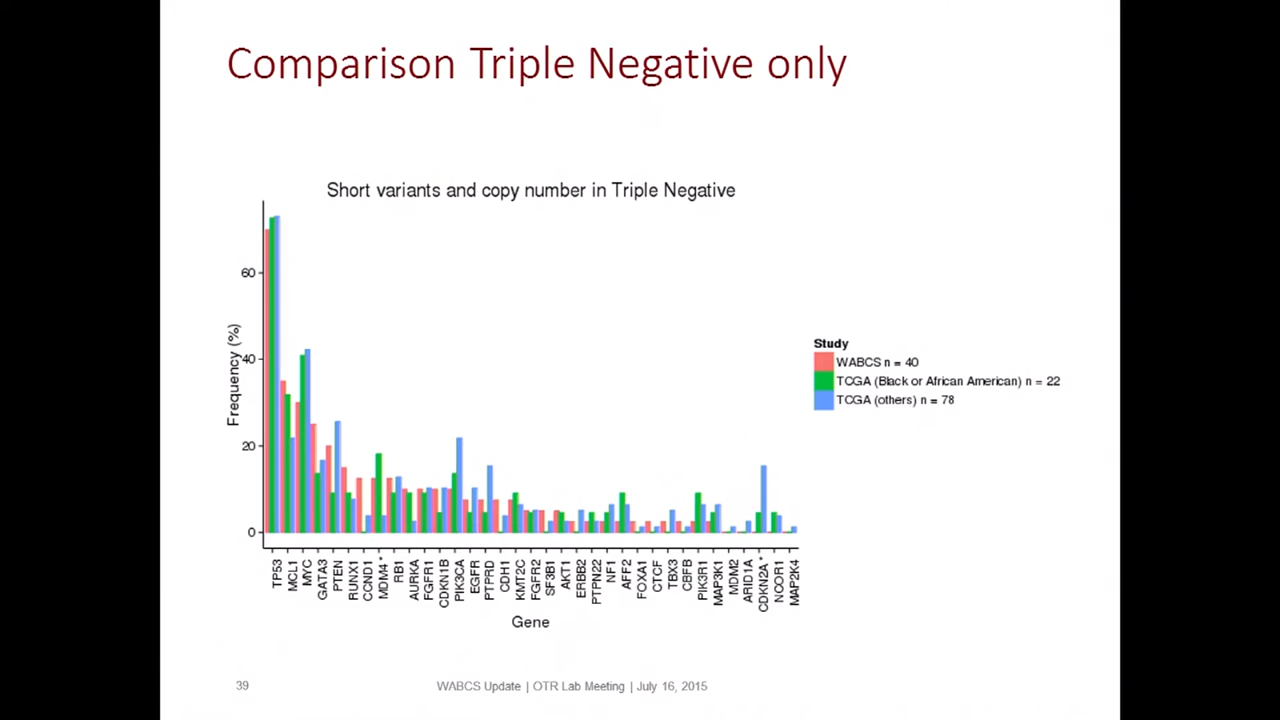 Comparison Triple Negative only
Short variants and copy number in Triple Negative
Frequency (%)
60
40
20
0
TP53
MCL1
MYC
GATA3
PTEN
RUNX1
CCND1
MDM4 *
RB1
AURKA
FGFR1
CDKN1B
PIK3CA
EGFR
PTPRD
CDH1
KMT2C
FGFR2
SF3B1
AKT1
ERBB2
PTPN22
NF1
AFF2
FOXA1
CTCF
TBX3
CBFB
PIK3R1
MAP3K1
MDM2
ARID1A
CDKN2A *
NCOR1
MAP2K4
Gene
Study
WABCS n = 40
TCGA (Black or African American) n = 22
TCGA (others) n = 78
39
WABCS Update | OTR Lab Meeting | July 16, 2015